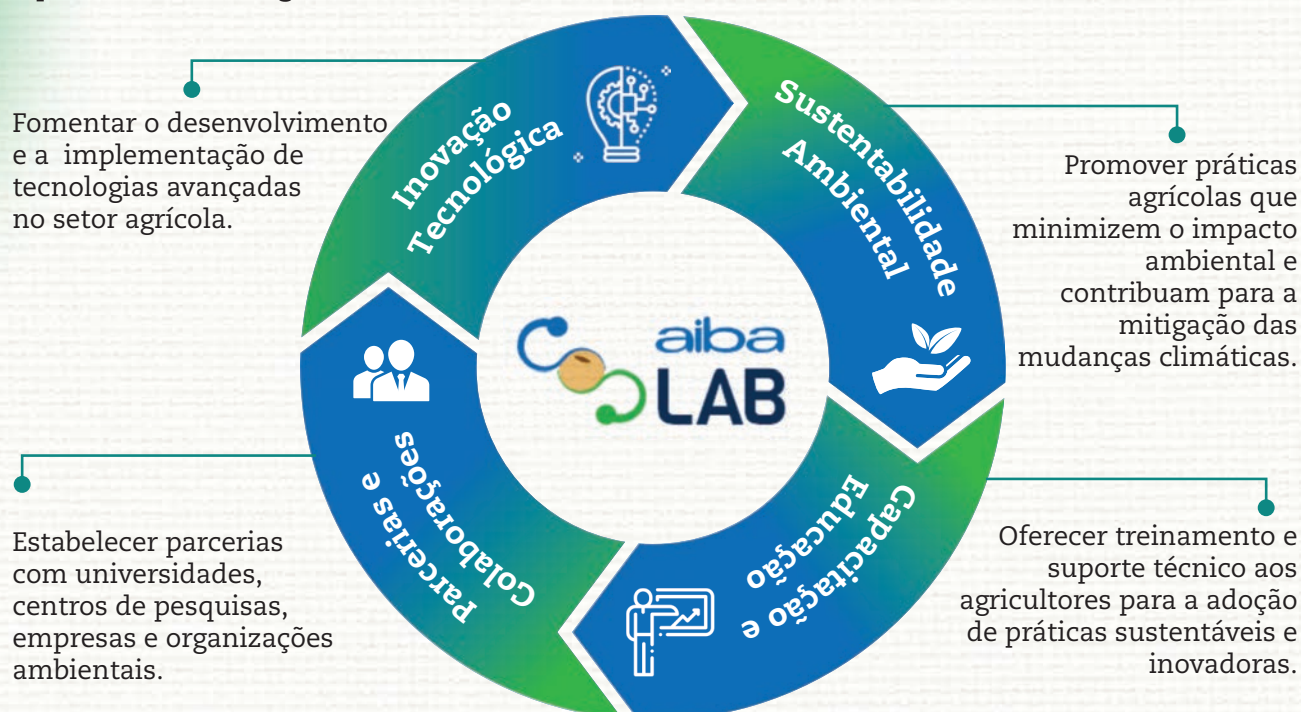 Fomentar o desenvolvimento
e a implementação de
tecnologias avançadas
no setor agrícola.
Inovação
Tecnológica
Sustentabilidade
Ambiental
Promover práticas
agrícolas que
minimizem o impacto
ambiental e
contribuam para a
mitigação das
mudanças climáticas.
aiba
LAB
Parcerias e
Colaborações
Estabelecer parcerias
com universidades,
centros de pesquisas,
empresas e organizações
ambientais.
Capacitação e
Educação
Oferecer treinamento e
suporte técnico aos
agricultores para a adoção
de práticas sustentáveis e
inovadoras.